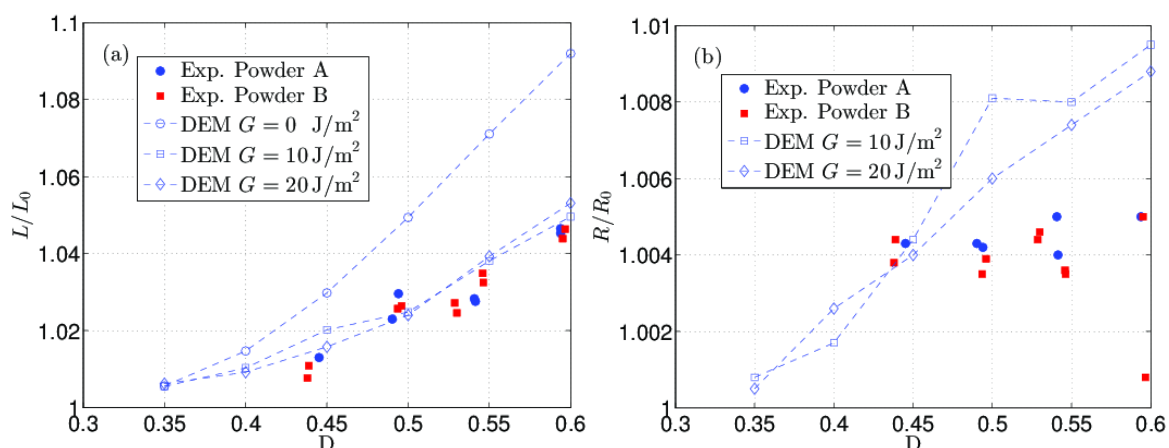 (a)
Exp. Powder A
Exp. Powder B
DEM G = 0 J/m²
DEM G = 10 J/m²
DEM G = 20 J/m²
1.1
1.08
1.06
1.04
1.02
1
L/L₀
0.3 0.35 0.4 0.45 0.5 0.55 0.6
D
(b)
Exp. Powder A
Exp. Powder B
DEM G = 10 J/m²
DEM G = 20 J/m²
1.01
1.008
1.006
1.004
1.002
1
R/R₀
0.3 0.35 0.4 0.45 0.5 0.55 0.6
D